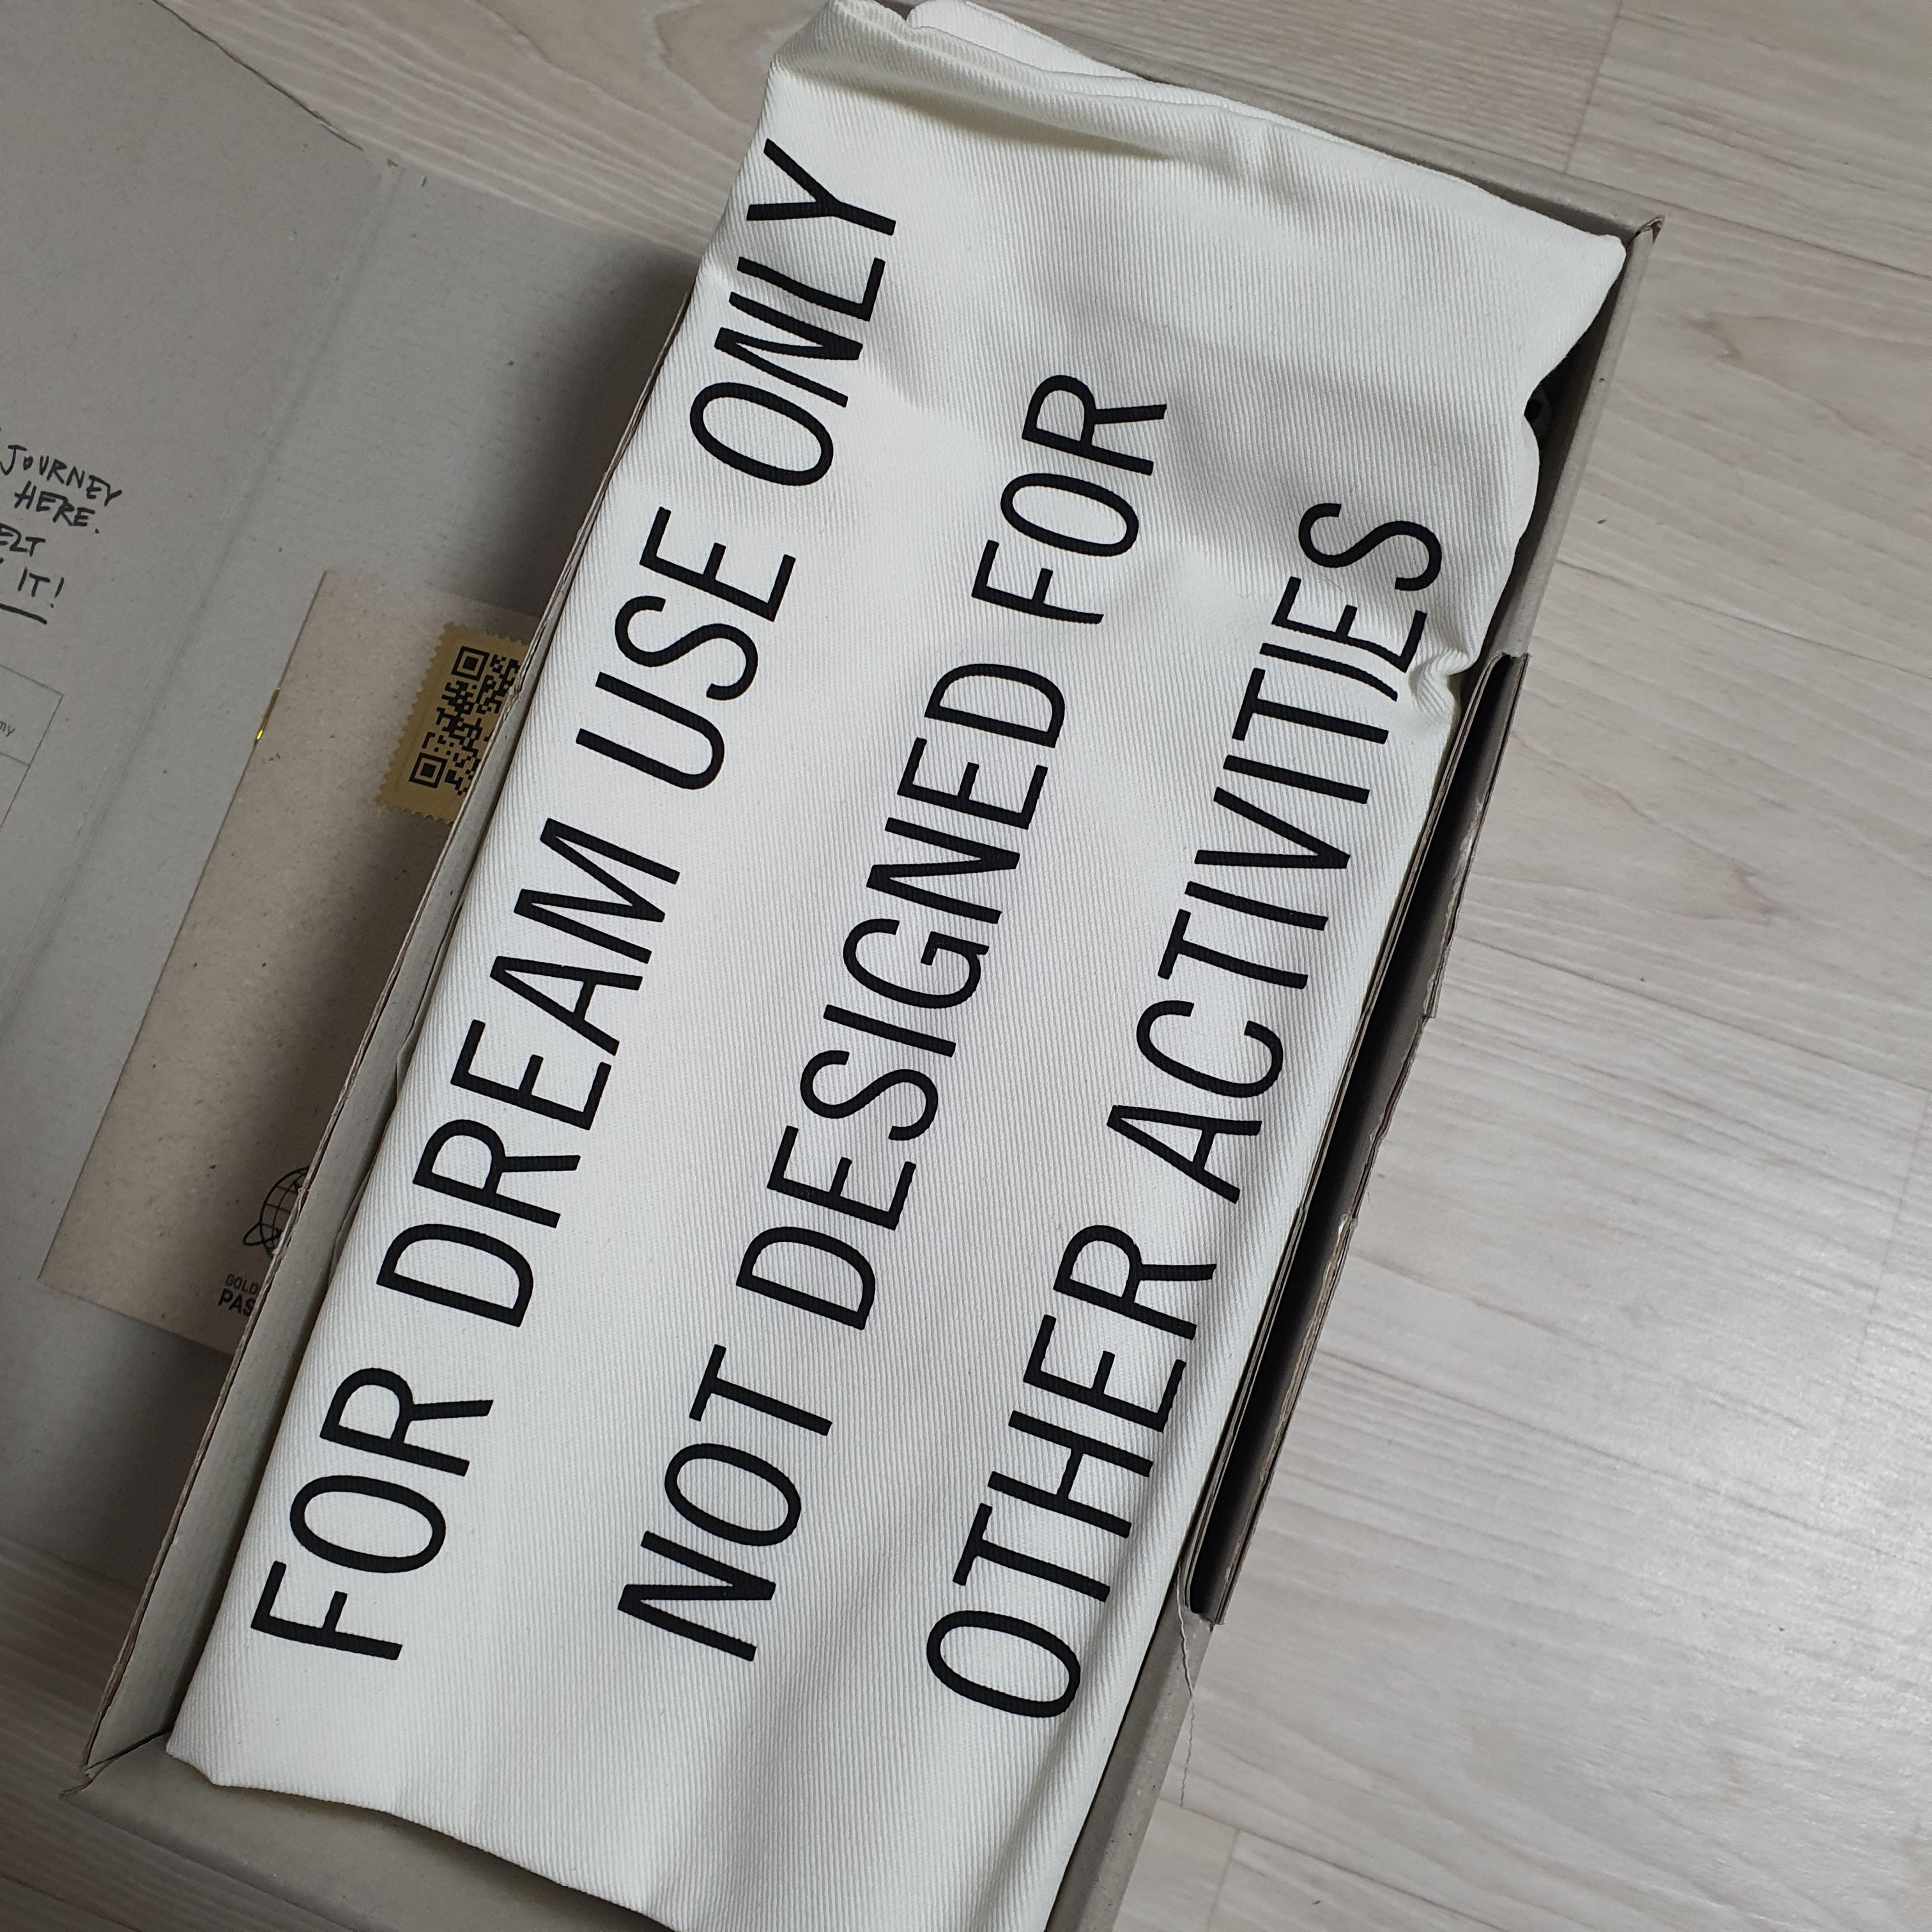 JOURNEY
HERE.
IT!
FOR DREAM USE ONLY
NOT DESIGNED FOR
OTHER ACTIVITIES